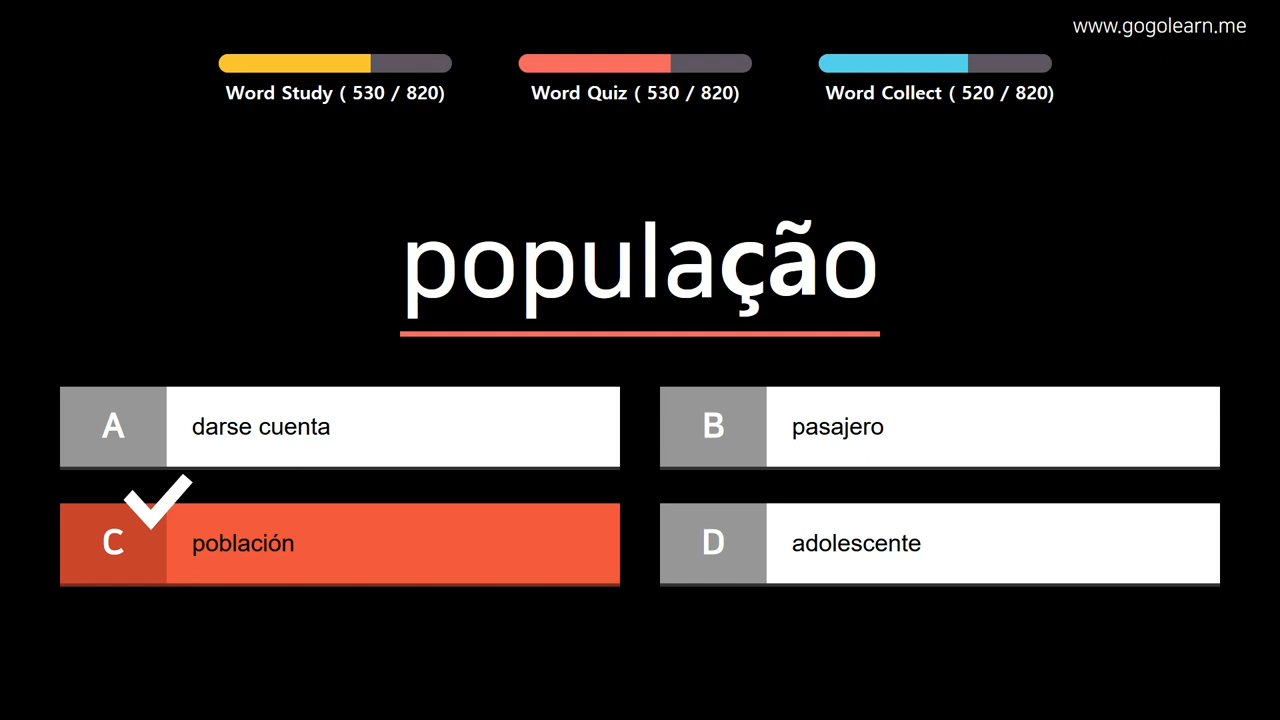 www.gogolearn.me
Word Study ( 530 / 820)
Word Quiz ( 530 / 820)
Word Collect ( 520 / 820)
população
A
darse cuenta
B
pasajero
C
población
D
adolescente